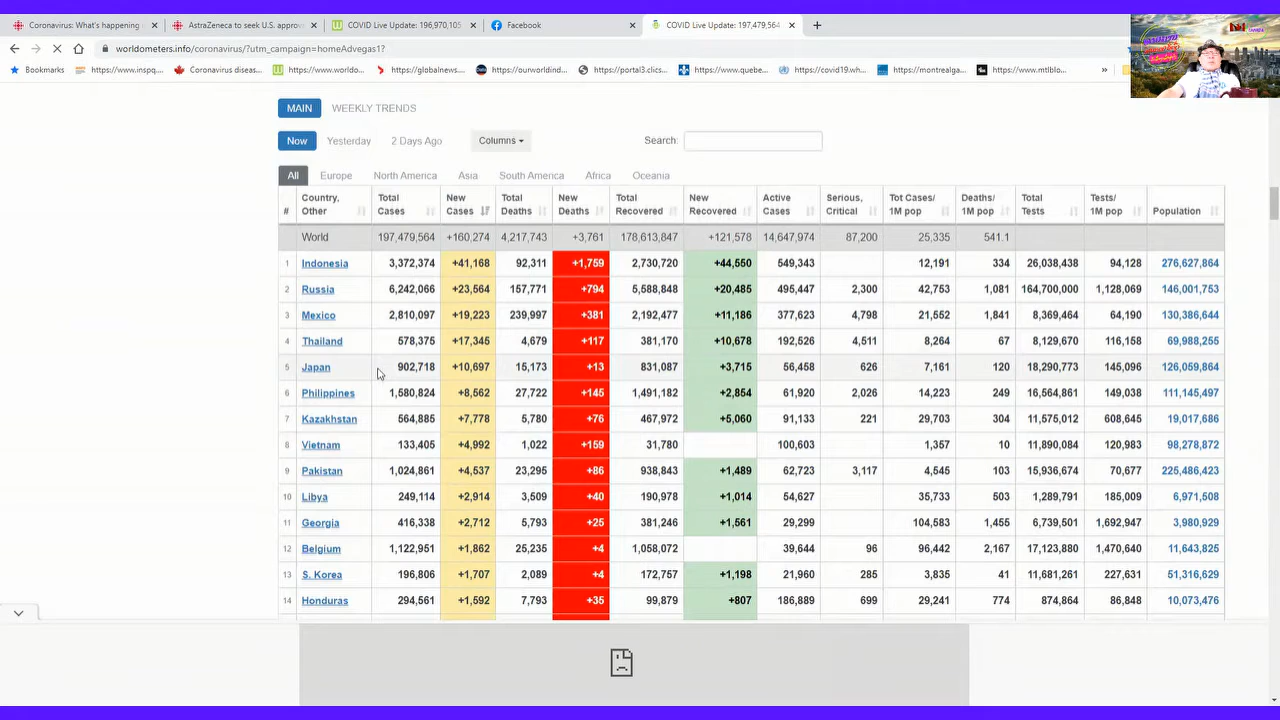 Coronavirus: What's happening
AstraZeneca to seek U.S. approv
COVID Live Update: 196,970,105
Facebook
COVID Live Update: 197,479,564
worldometers.info/coronavirus/?utm_campaign=homeAdvegas1?
Bookmarks
https://www.inspq...
Coronavirus diseas...
https://www.worldo...
https://globalnews...
https://ourworldind...
https://portal3.clics...
https://www.quebe...
https://covid19.wh...
https://montrealga...
https://www.mtlblo...
MAIN WEEKLY TRENDS
Now Yesterday 2 Days Ago Columns Search:
All Europe North America Asia South America Africa Oceania
# Country, Other Total Cases New Cases Total Deaths New Deaths Total Recovered New Recovered Active Cases Serious, Critical Tot Cases/ 1M pop Deaths/ 1M pop Total Tests Tests/ 1M pop Population
World 197,479,564 +160,274 4,217,743 +3,761 178,613,847 +121,578 14,647,974 87,200 25,335 541.1
1 Indonesia 3,372,374 +41,168 92,311 +1,759 2,730,720 +44,550 549,343 12,191 334 26,038,438 94,128 276,627,864
2 Russia 6,242,066 +23,564 157,771 +794 5,588,848 +20,485 495,447 2,300 42,753 1,081 164,700,000 1,128,069 146,001,753
3 Mexico 2,810,097 +19,223 239,997 +381 2,192,477 +11,186 377,623 4,798 21,552 1,841 8,369,464 64,190 130,386,644
4 Thailand 578,375 +17,345 4,679 +117 381,170 +10,678 192,526 4,511 8,264 67 8,129,670 116,158 69,988,255
5 Japan 902,718 +10,697 15,173 +13 831,087 +3,715 56,458 626 7,161 120 18,290,773 145,096 126,059,864
6 Philippines 1,580,824 +8,562 27,722 +145 1,491,182 +2,854 61,920 2,026 14,223 249 16,564,861 149,038 111,145,497
7 Kazakhstan 564,885 +7,778 5,780 +76 467,972 +5,060 91,133 221 29,703 304 11,575,012 608,645 19,017,686
8 Vietnam 133,405 +4,992 1,022 +159 31,780 100,603 1,357 10 11,890,084 120,983 98,278,872
9 Pakistan 1,024,861 +4,537 23,295 +86 938,843 +1,489 62,723 3,117 4,545 103 15,936,674 70,677 225,486,423
10 Libya 249,114 +2,914 3,509 +40 190,978 +1,014 54,627 35,733 503 1,289,791 185,009 6,971,508
11 Georgia 416,338 +2,712 5,793 +25 381,246 +1,561 29,299 104,583 1,455 6,739,501 1,692,947 3,980,929
12 Belgium 1,122,951 +1,862 25,235 +4 1,058,072 39,644 96 96,442 2,167 17,123,880 1,470,640 11,643,825
13 S. Korea 196,806 +1,707 2,089 +4 172,757 +1,198 21,960 285 3,835 41 11,681,261 227,631 51,316,629
14 Honduras 294,561 +1,592 7,793 +35 99,879 +807 186,889 699 29,241 774 874,864 86,848 10,073,476